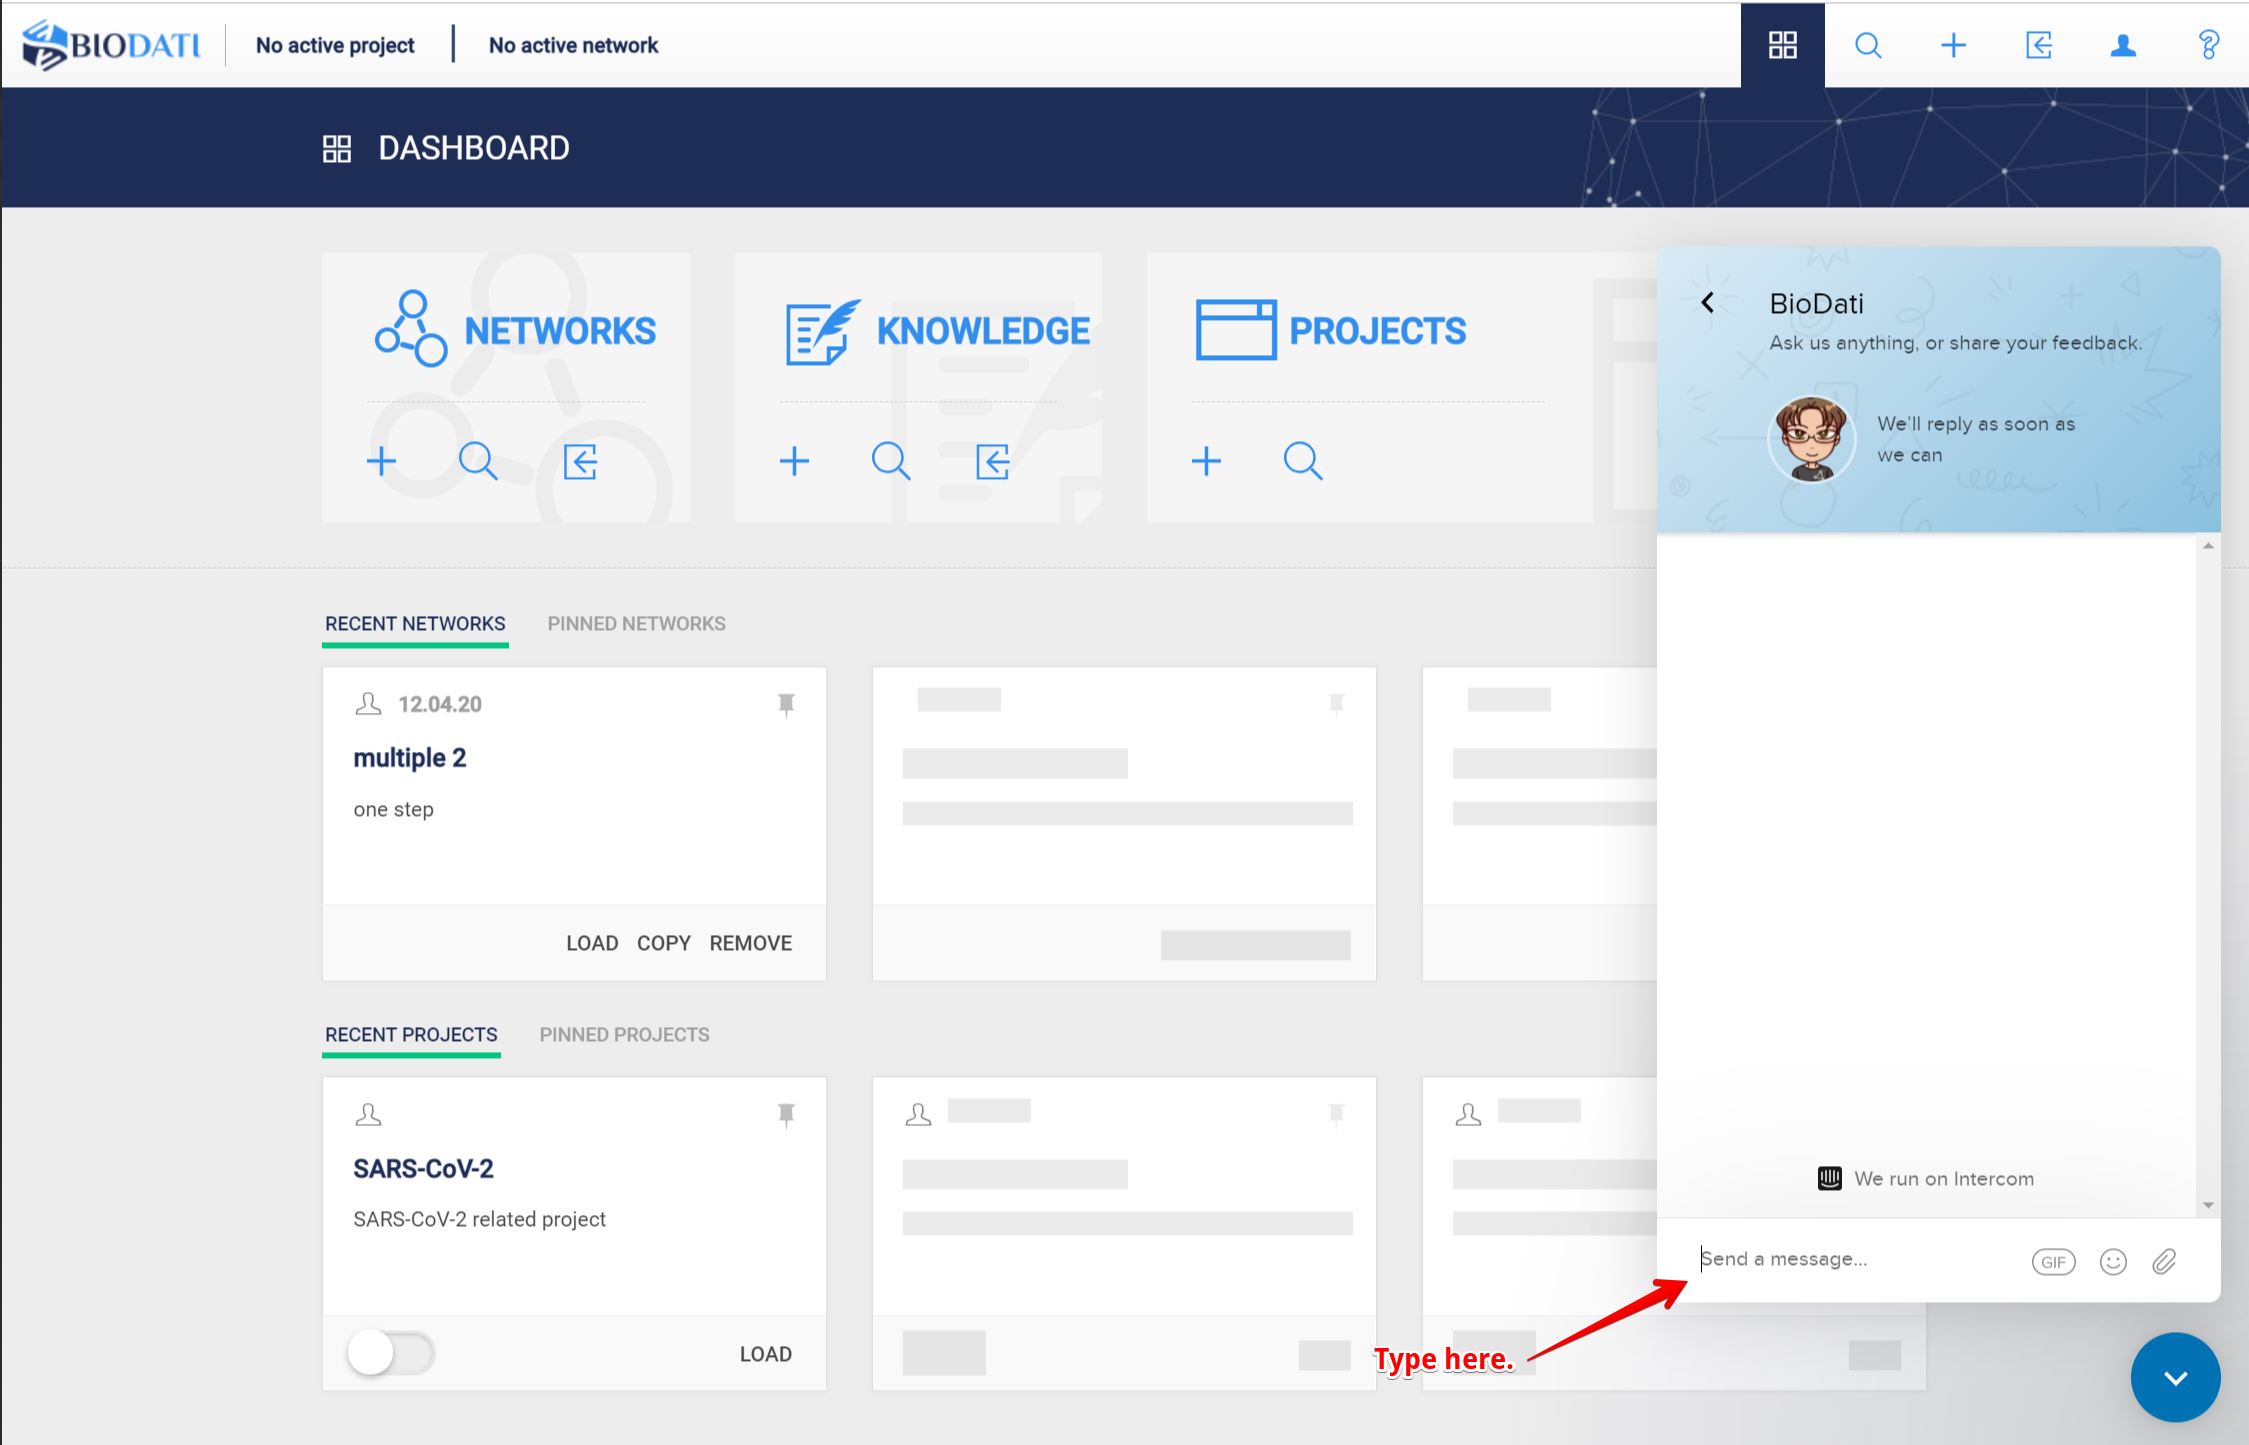 BIODATI
No active project
No active network
DASHBOARD
NETWORKS
KNOWLEDGE
PROJECTS
BioDati
Ask us anything, or share your feedback.
We'll reply as soon as
we can
RECENT NETWORKS
PINNED NETWORKS
12.04.20
multiple 2
one step
LOAD COPY REMOVE
RECENT PROJECTS
PINNED PROJECTS
SARS-CoV-2
SARS-CoV-2 related project
LOAD
We run on Intercom
Send a message...
GIF
Type here.